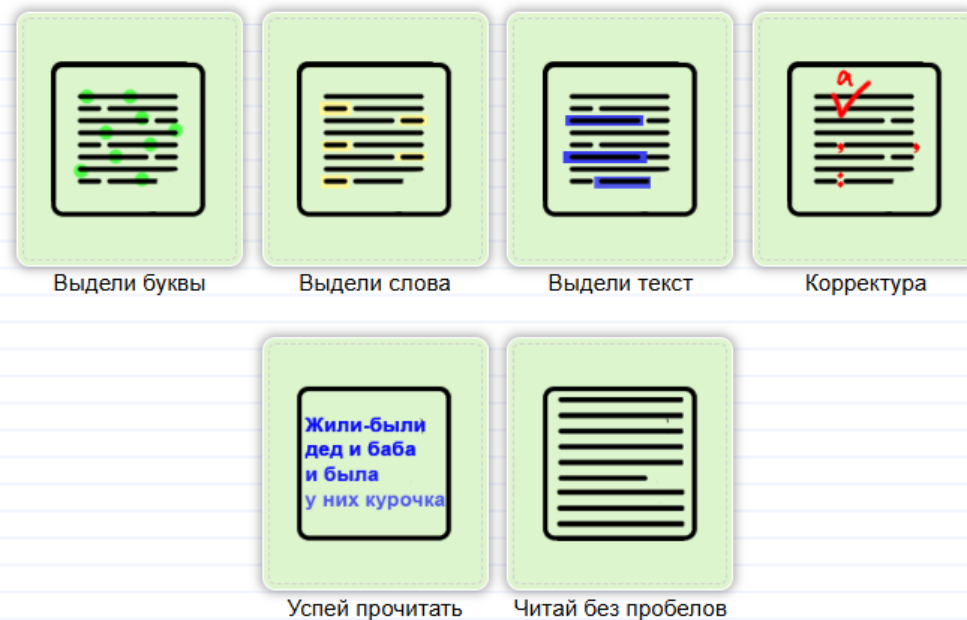 а
Выдели буквы
Выдели слова
Выдели текст
Корректура
Жили-были
дед и баба
и была
у них курочка
Успей прочитать
Читай без пробелов